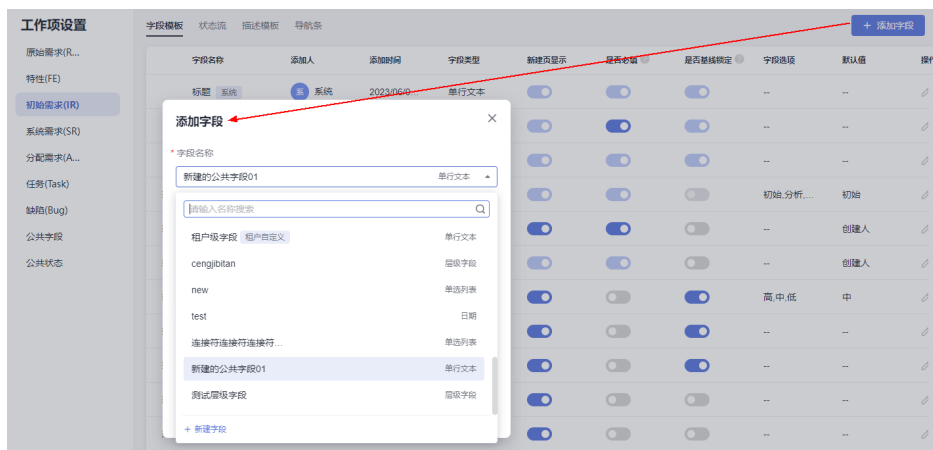 工作项设置
字段模板 状态流 描述模板 导航条
+ 添加字段
原始需求(R...
特性(FE)
初始需求(IR)
系统需求(SR)
分配需求(A...
任务(Task)
缺陷(Bug)
公共字段
公共状态
字段名称 添加人 添加时间 字段类型 新建页显示 是否必填 是否基线锁定 字段选项 默认值 操作
标题 系统 系 系统 2023/06/0... 单行文本 -- --
-- --
-- --
初始,分析,... 初始
-- 创建人
-- 创建人
高,中,低 中
-- --
-- --
-- --
-- --
添加字段
* 字段名称
新建的公共字段01 单行文本
请输入名称搜索
租户级字段 租户自定义 单行文本
cengjibitan 层级字段
new 单选列表
test 日期
连接符连接符连接符... 单选列表
新建的公共字段01 单行文本
测试层级字段 层级字段
+ 新建字段